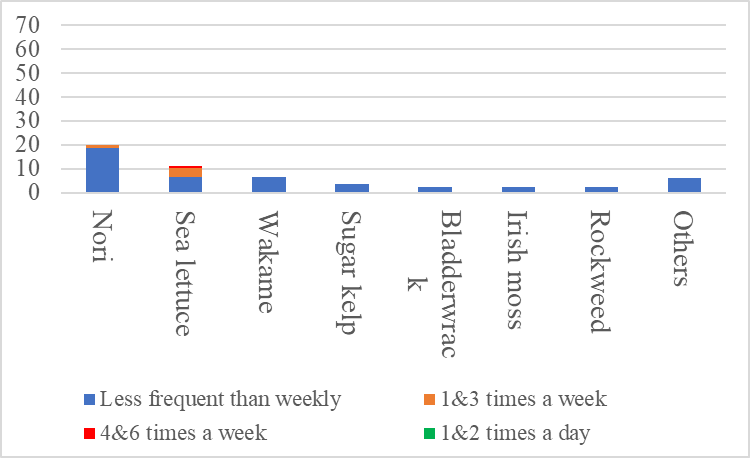 70
60
50
40
30
20
10
0
Nori
Sea lettuce
Wakame
Sugar kelp
Bladderwrac
k
Irish moss
Rockweed
Others
Less frequent than weekly
1&3 times a week
4&6 times a week
1&2 times a day